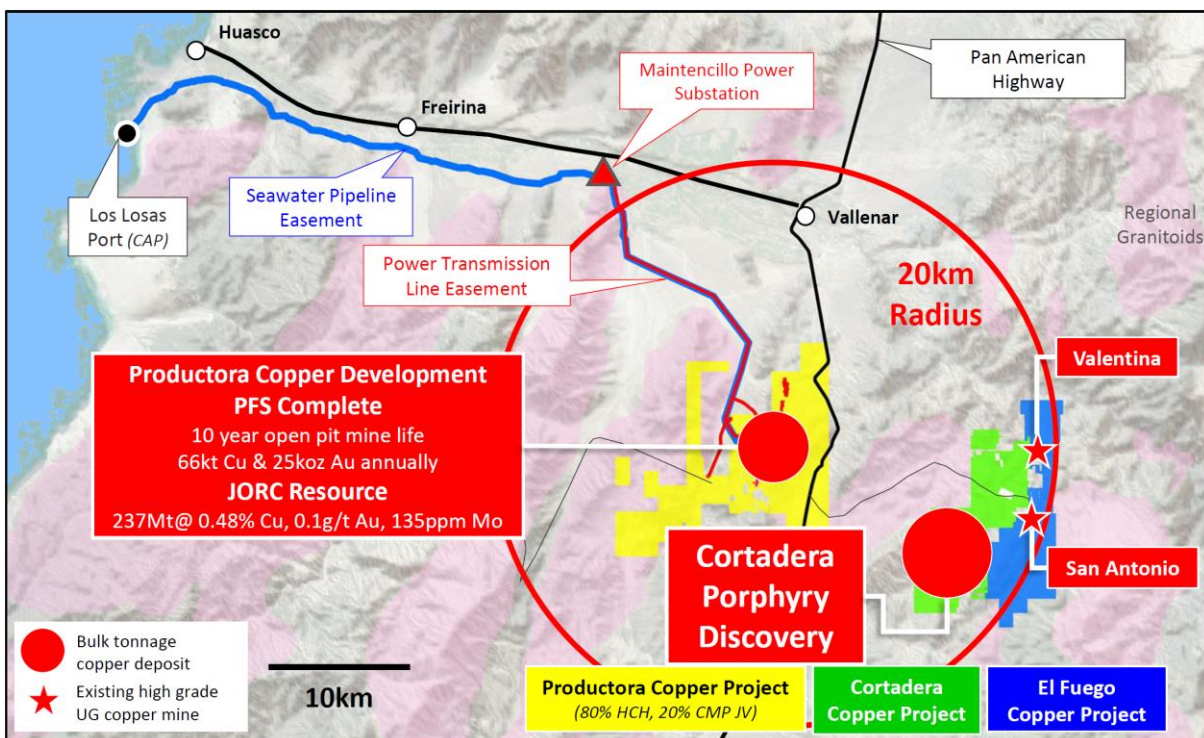 Huasco
Pan American
Highway
Maintencillo Power
Substation
Freirina
Los Losas
Port (CAP)
Seawater Pipeline
Easement
Vallenar
Regional
Granitoids
Power Transmission
Line Easement
20km
Radius
Valentina
Productora Copper Development
PFS Complete
10 year open pit mine life
66kt Cu & 25koz Au annually
JORC Resource
237Mt@ 0.48% Cu, 0.1g/t Au, 135ppm Mo
Cortadera
Porphyry
Discovery
San Antonio
Bulk tonnage
copper deposit
Existing high grade
UG copper mine
10km
Productora Copper Project
(80% HCH, 20% CMP JV)
Cortadera
Copper Project
El Fuego
Copper Project